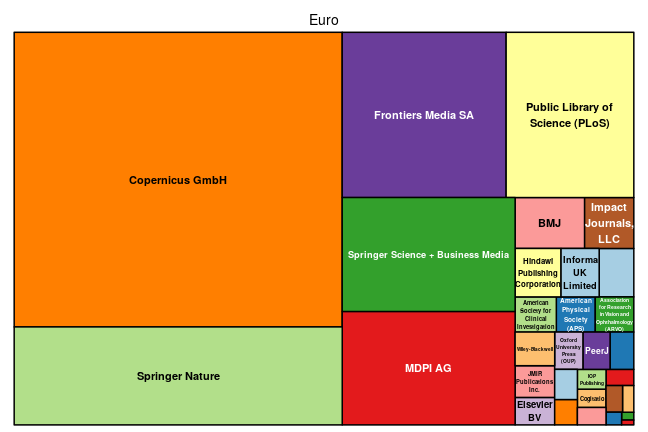 Euro
Copernicus GmbH
Springer Nature
Frontiers Media SA
Public Library of
Science (PLoS)
Springer Science + Business Media
MDPI AG
BMJ
Impact
Journals,
LLC
Hindawi
Publishing
Corporation
Informa
UK
Limited
American
Society for
Clinical
Investigation
American
Physical
Society
(APS)
Association
for Research
in Vision and
Ophthalmology
(ARVO)
Wiley-Blackwell
Oxford
University
Press
(OUP)
PeerJ
JMIR
Publications
Inc.
IOP
Publishing
Cogitatio
Elsevier
BV